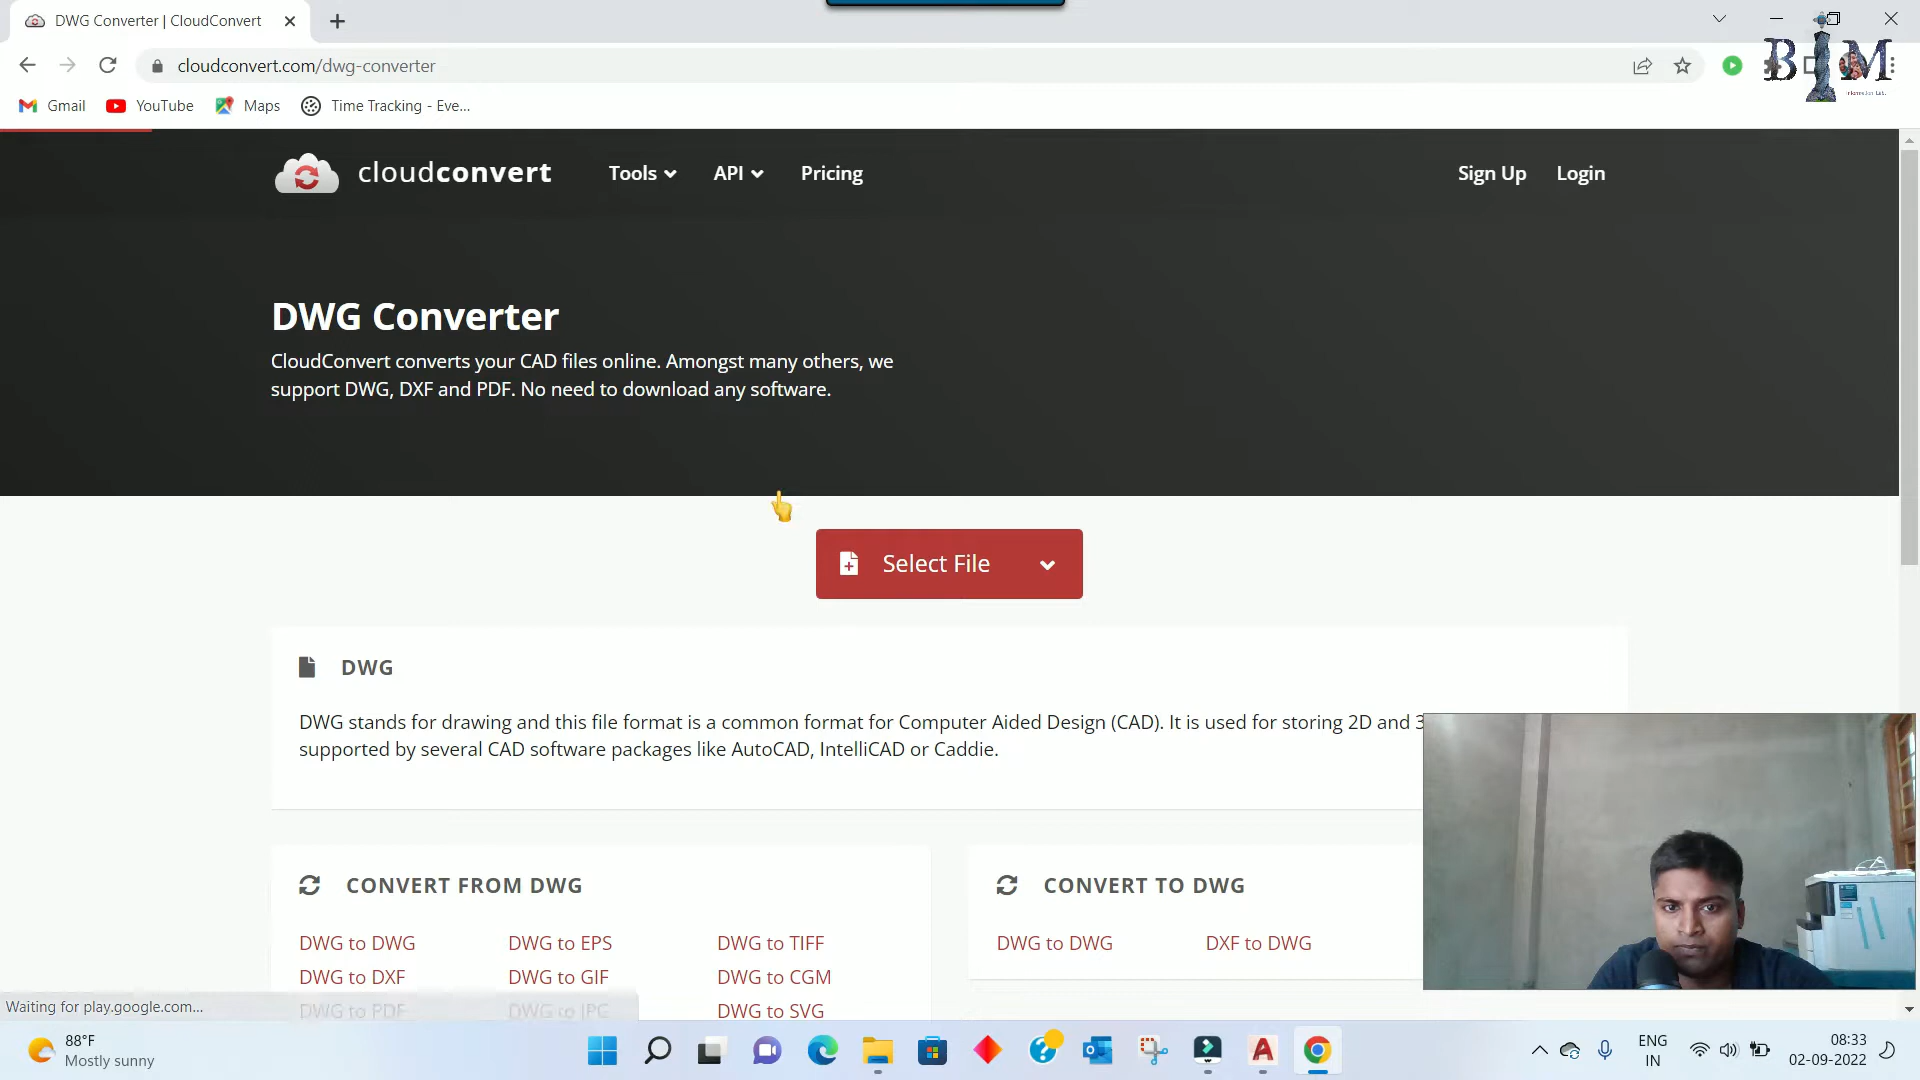 DWG Converter | CloudConvert
cloudconvert.com/dwg-converter
Gmail
YouTube
Maps
Time Tracking - Eve...
BIM
cloudconvert
Tools
API
Pricing
Sign Up
Login
DWG Converter
CloudConvert converts your CAD files online. Amongst many others, we
support DWG, DXF and PDF. No need to download any software.
Select File
DWG
DWG stands for drawing and this file format is a common format for Computer Aided Design (CAD). It is used for storing 2D and 3
supported by several CAD software packages like AutoCAD, IntelliCAD or Caddie.
CONVERT FROM DWG
CONVERT TO DWG
DWG to DWG
DWG to EPS
DWG to TIFF
DWG to DWG
DXF to DWG
DWG to DXF
DWG to GIF
DWG to CGM
DWG to PDF
DWG to JPG
DWG to SVG
Waiting for play.google.com...
88°F
Mostly sunny
ENG
IN
08:33
02-09-2022